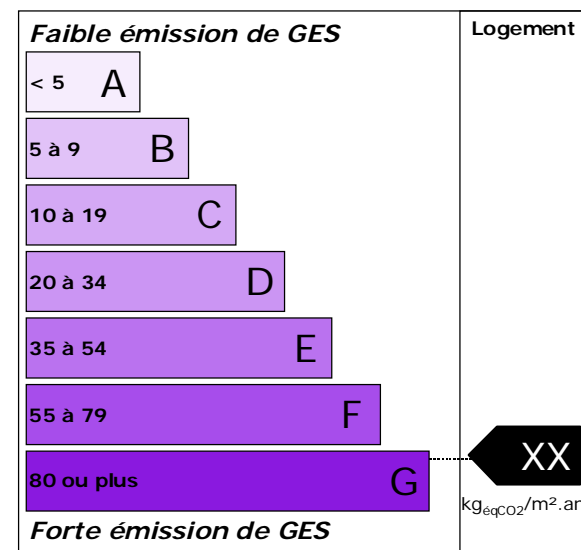 Faible émission de GES
Logement
< 5 A
5 à 9 B
10 à 19 C
20 à 34 D
35 à 54 E
55 à 79 F
80 ou plus G
XX
kgéqCO2/m².an
Forte émission de GES